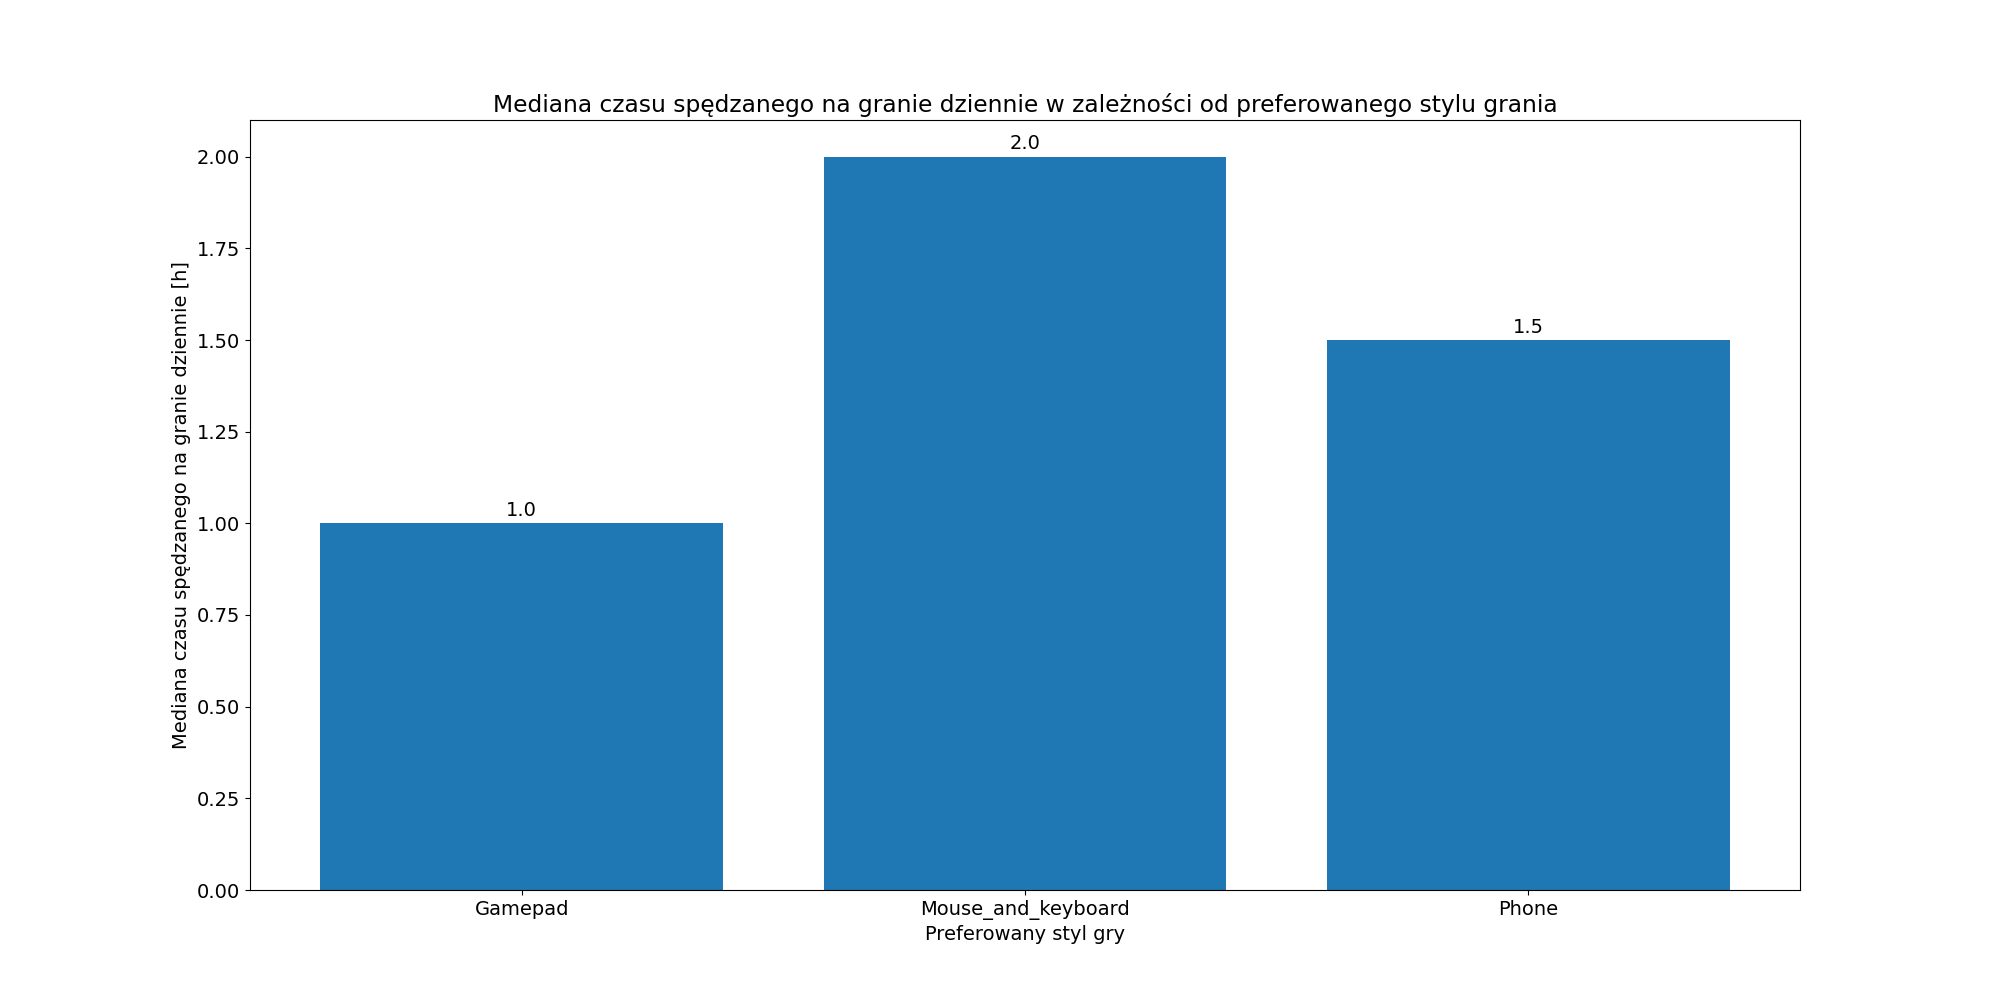 Mediana czasu spędzanego na granie dziennie w zależności od preferowanego stylu grania
Mediana czasu spędzanego na granie dziennie [h]
2.00
1.75
1.50
1.25
1.00
0.75
0.50
0.25
0.00
1.0
2.0
1.5
Gamepad
Mouse_and_keyboard
Phone
Preferowany styl gry